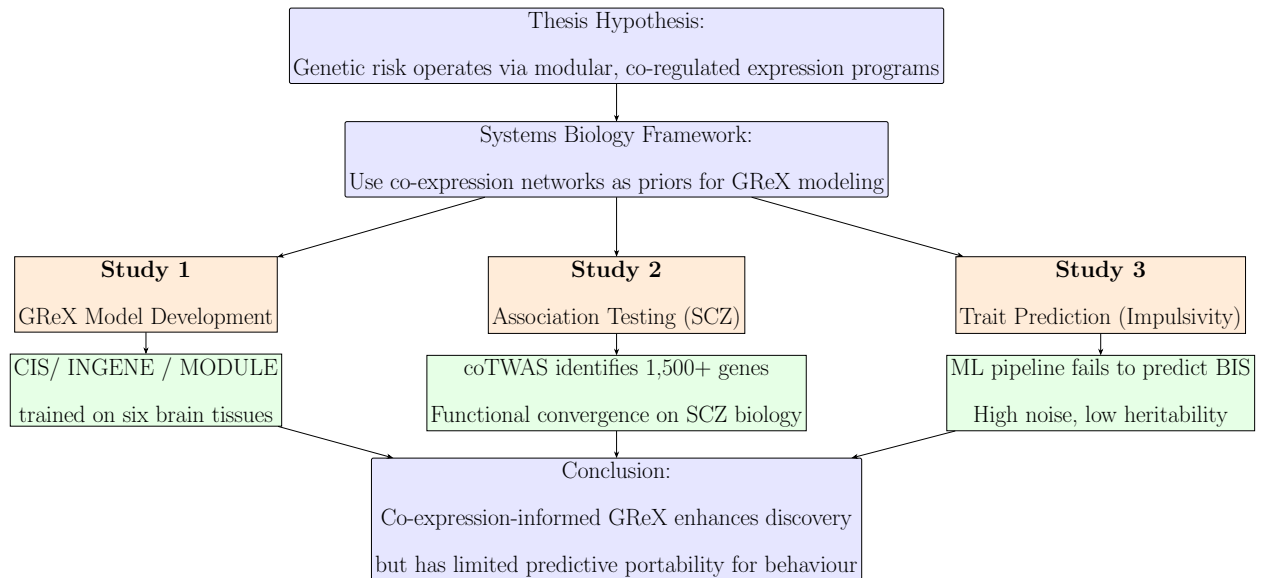 Thesis Hypothesis:
Genetic risk operates via modular, co-regulated expression programs
Systems Biology Framework:
Use co-expression networks as priors for GReX modeling
Study 1
GReX Model Development
CIS/ INGENE / MODULE
trained on six brain tissues
Study 2
Association Testing (SCZ)
coTWAS identifies 1,500+ genes
Functional convergence on SCZ biology
Study 3
Trait Prediction (Impulsivity)
ML pipeline fails to predict BIS
High noise, low heritability
Conclusion:
Co-expression-informed GReX enhances discovery
but has limited predictive portability for behaviour